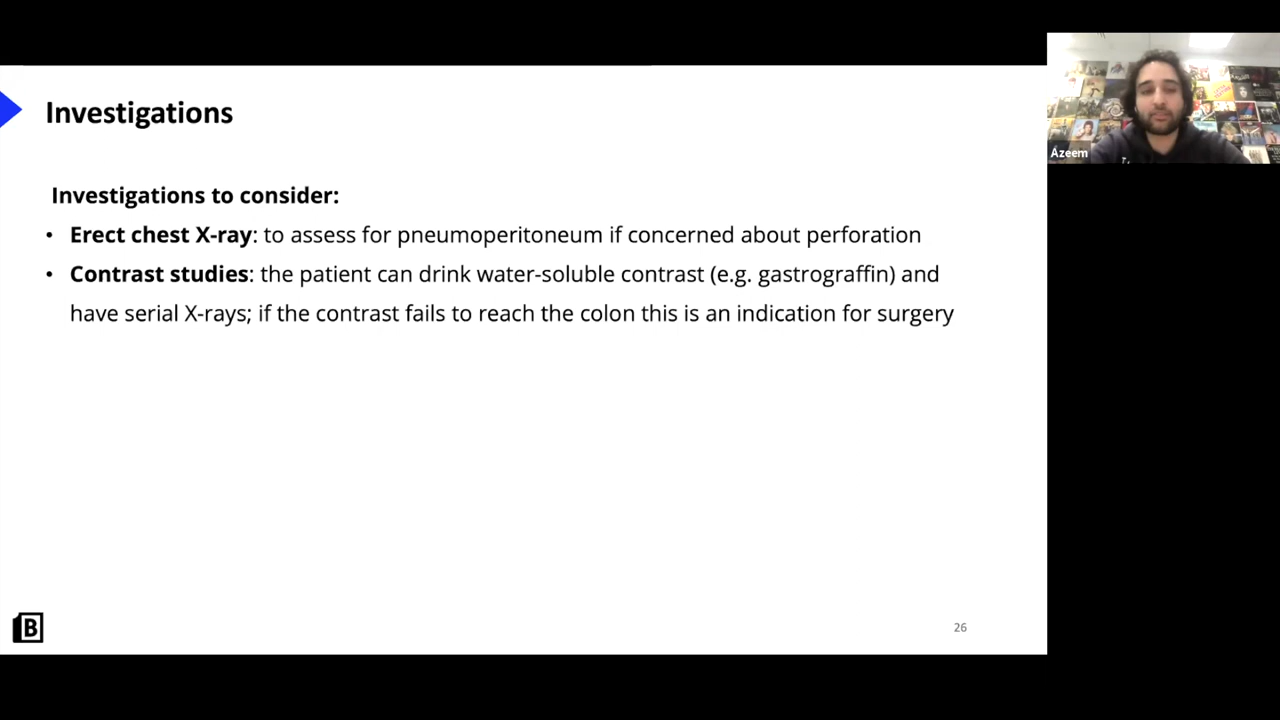 Investigations
Investigations to consider:
• Erect chest X-ray: to assess for pneumoperitoneum if concerned about perforation
• Contrast studies: the patient can drink water-soluble contrast (e.g. gastrograffin) and
have serial X-rays; if the contrast fails to reach the colon this is an indication for surgery
Azeem
B
26